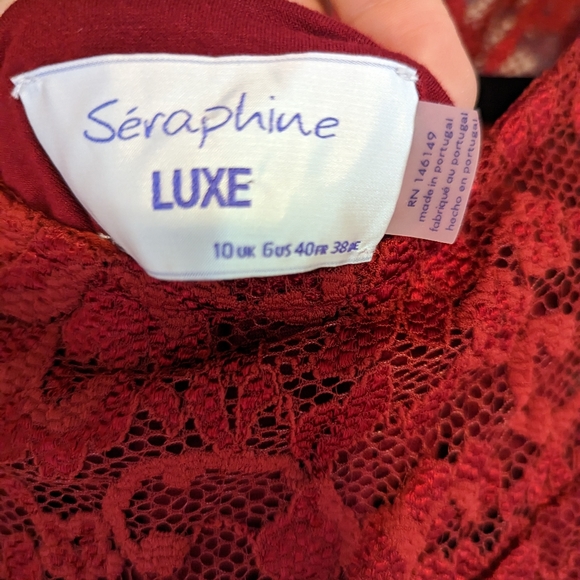 Séraphine
LUXE
10 UK 6 US 40 FR 38 DE
RN 146149
made in portugal
fabriqué au portugal
hecho en portugal